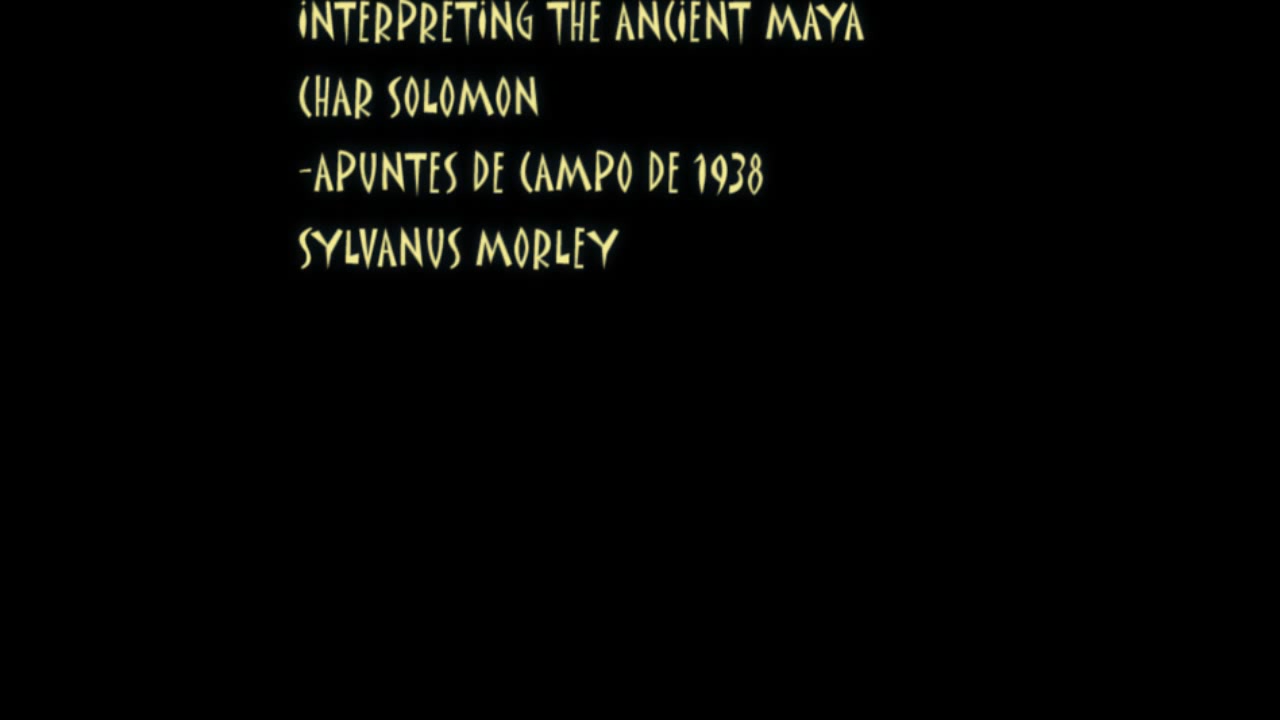 INTERPRETING THE ANCIENT MAYA
CHAR SOLOMON
-APUNTES DE CAMPO DE 1938
SYLVANUS MORLEY